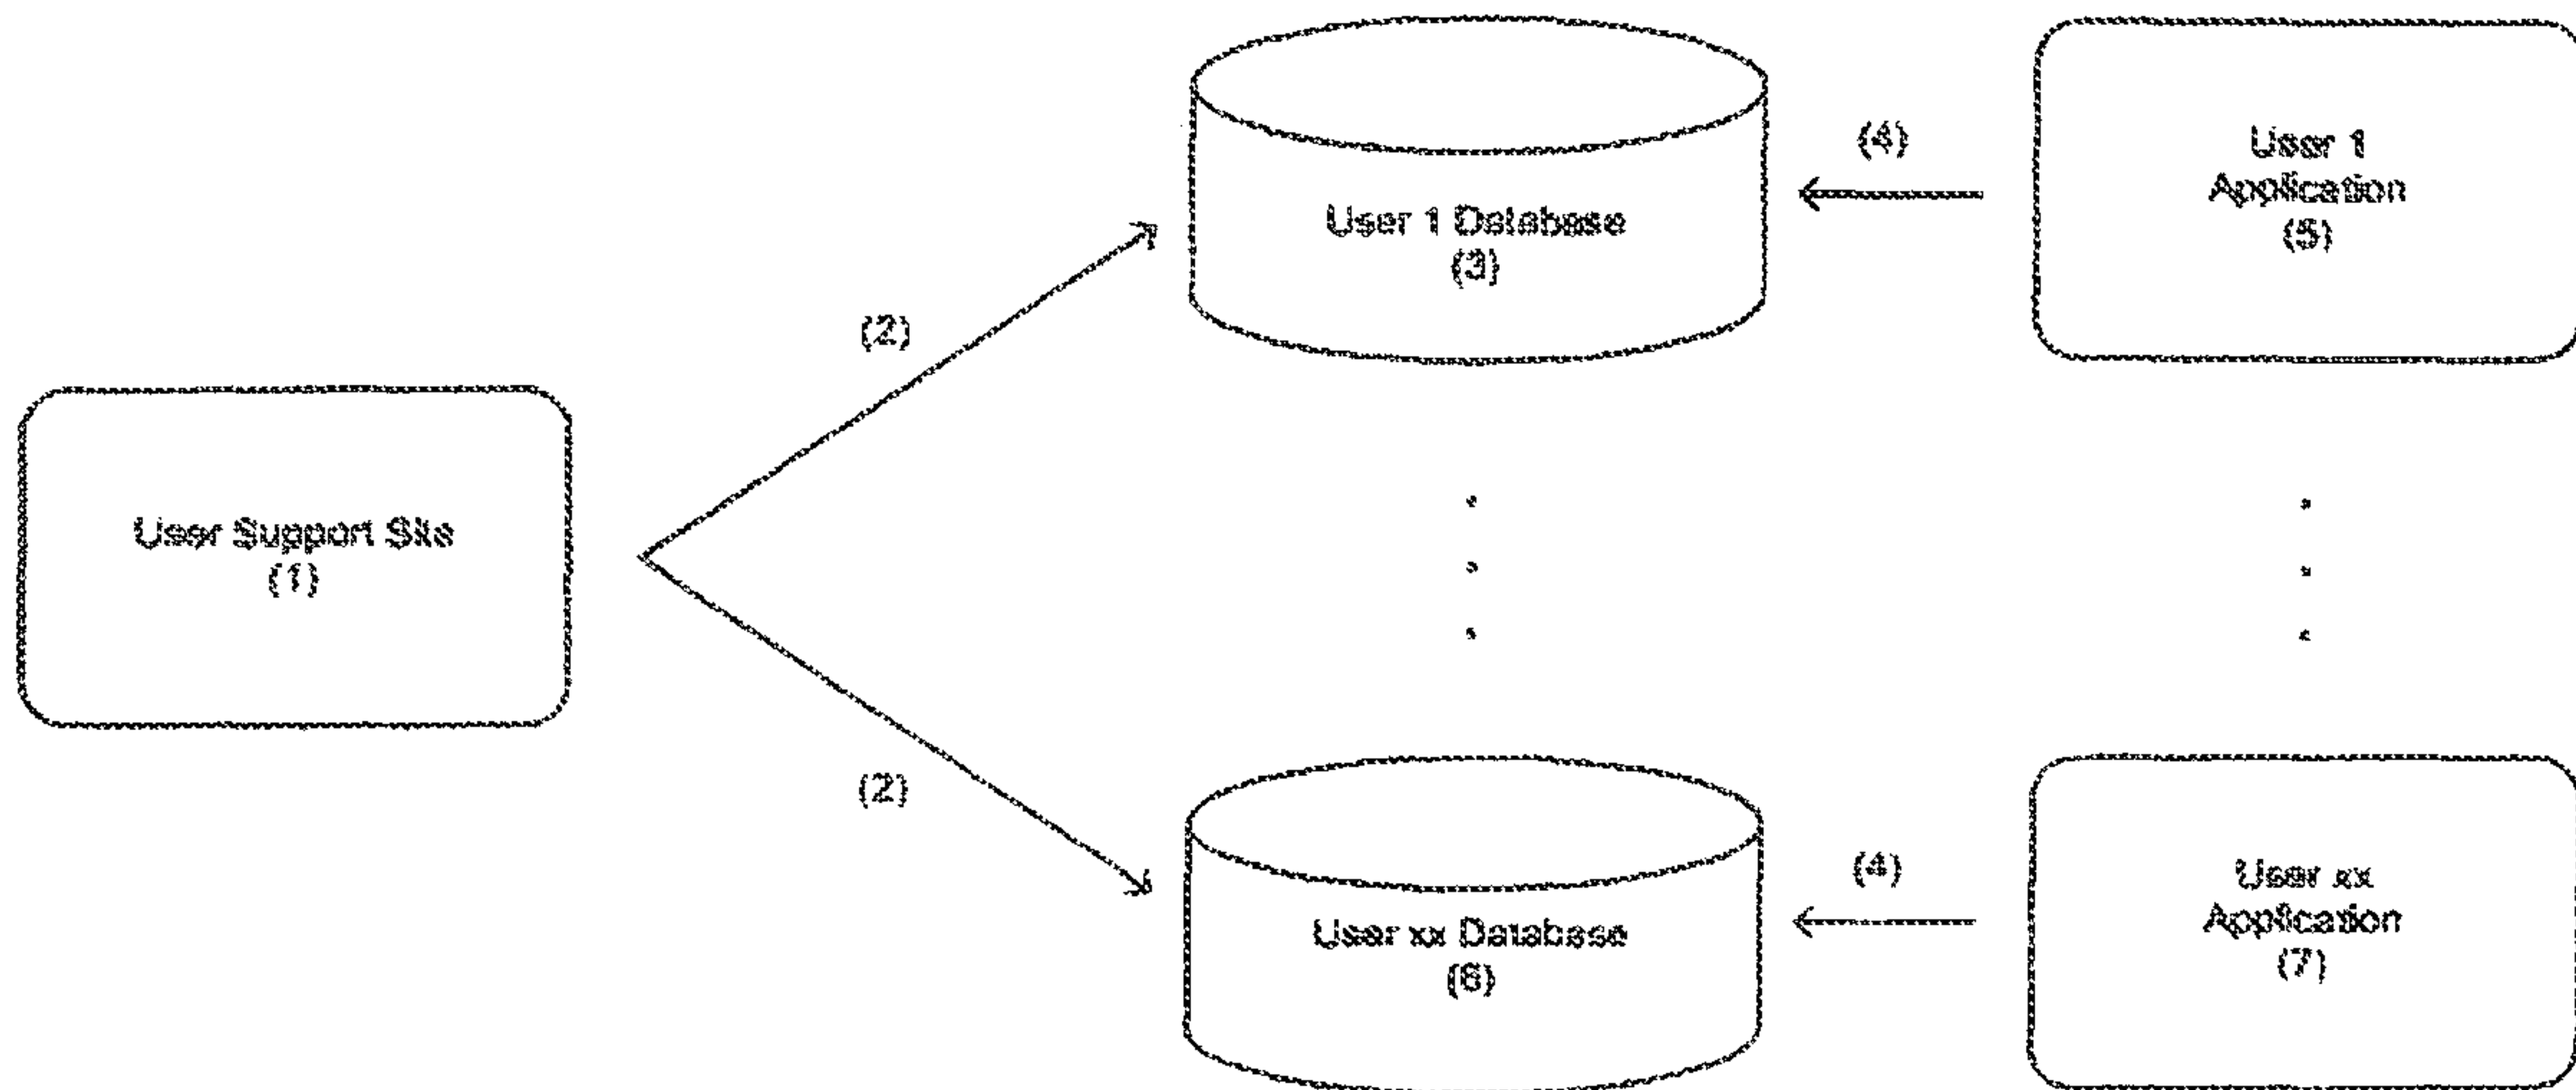 User 1 Database
(3)
(4)
User 1
Application
(5)
(2)
User Support Site
(1)
(2)
User xx Database
(6)
(4)
User xx
Application
(7)